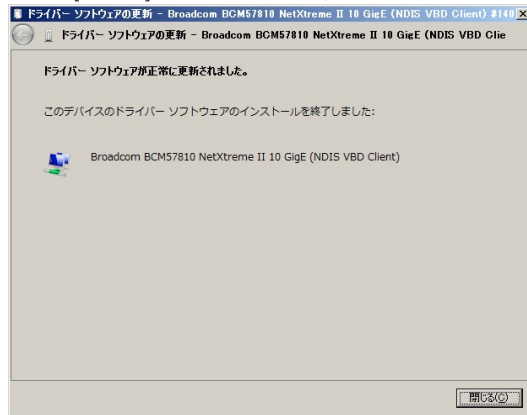 ドライバー ソフトウェアの更新 - Broadcom BCM57810 NetXtreme II 10 GigE (NDIS VBD Client) #140
ドライバー ソフトウェアの更新 - Broadcom BCM57810 NetXtreme II 10 GigE (NDIS VBD Clie
ドライバー ソフトウェアが正常に更新されました。
このデバイスのドライバー ソフトウェアのインストールを終了しました:
Broadcom BCM57810 NetXtreme II 10 GigE (NDIS VBD Client)
閉じる(C)